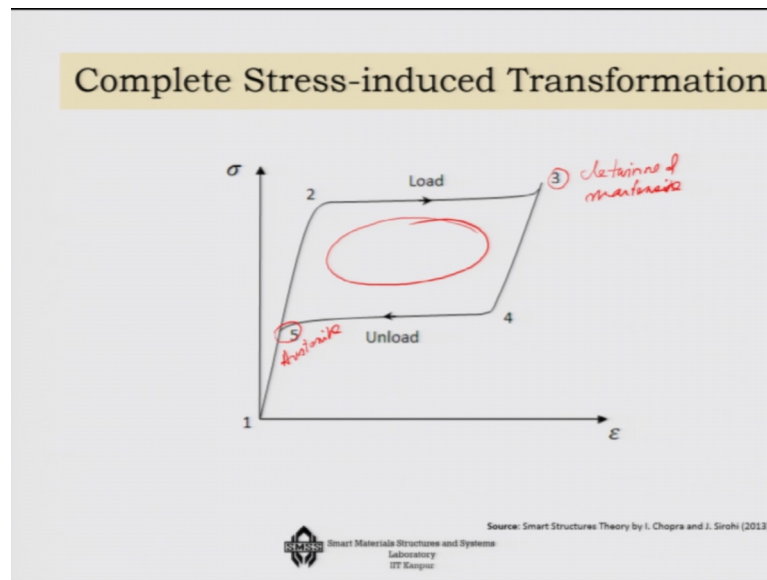 Complete Stress-induced Transformation
σ
2
Load
3
detwinned
martensite
5
Austenite
Unload
4
1
ε
Source: Smart Structures Theory by I. Chopra and J. Sirohi (2013
SMSS
Smart Materials Structures and Systems
Laboratory
IIT Kanpur